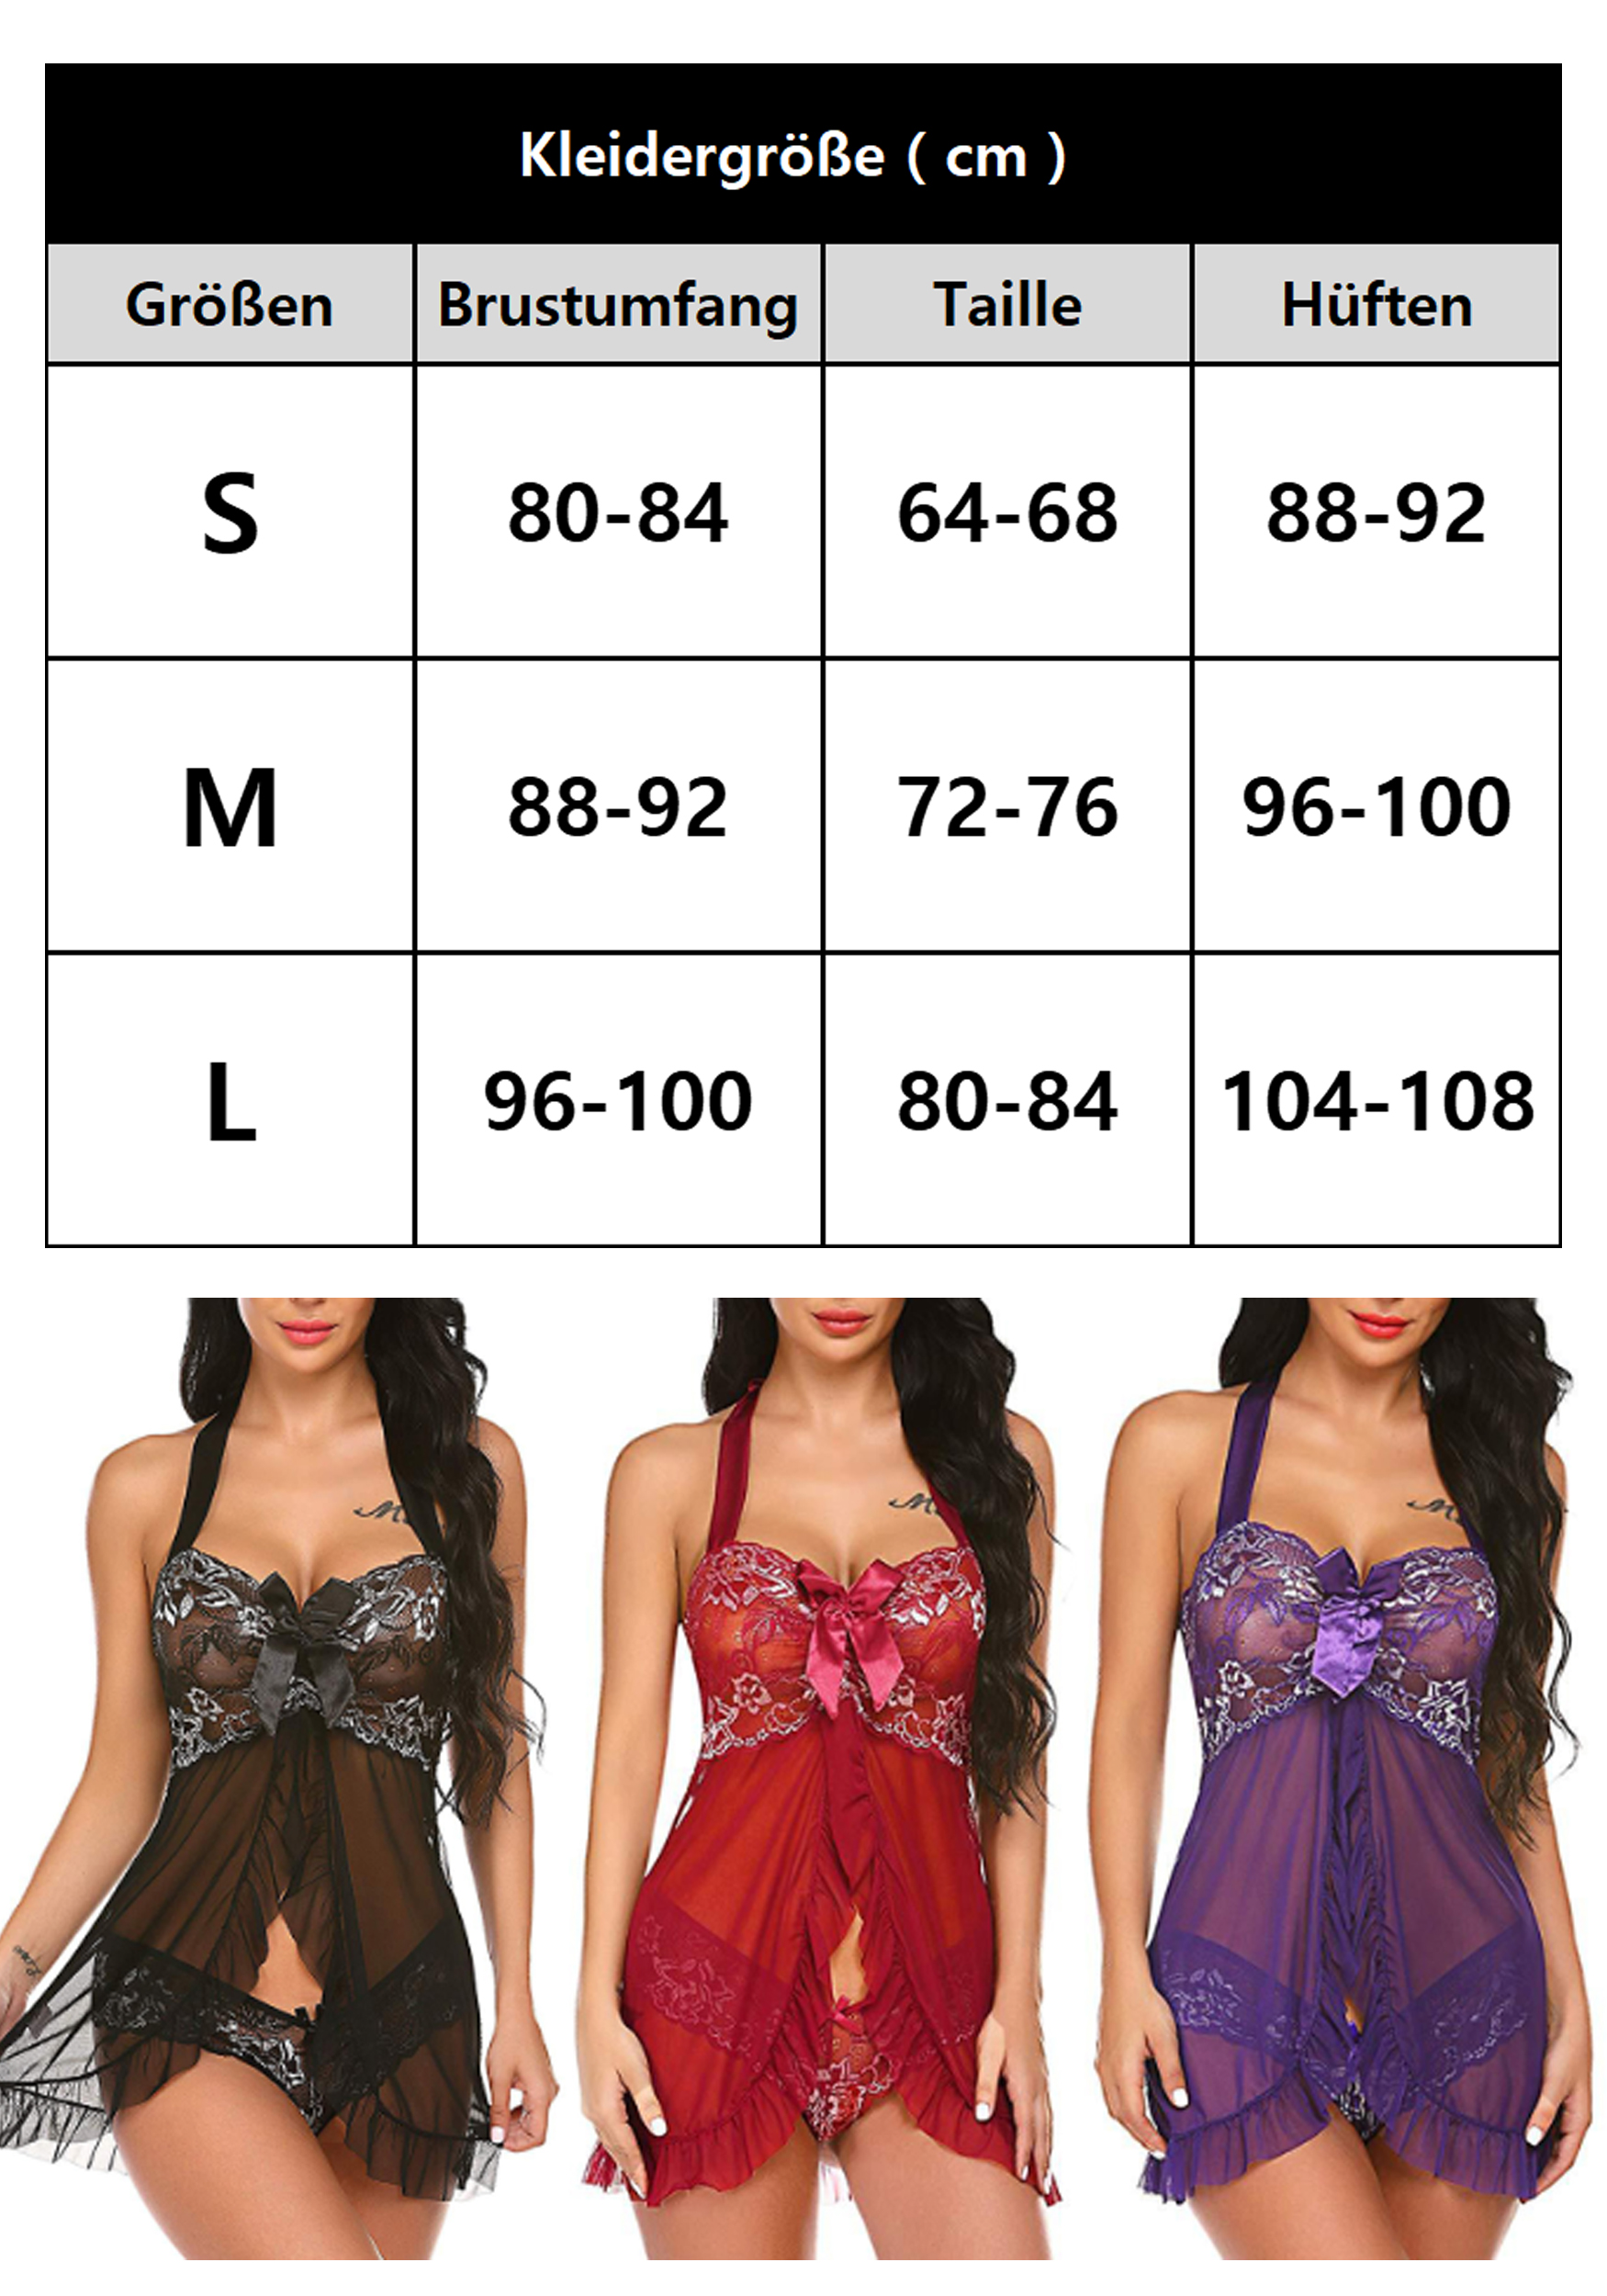 Kleidergröße ( cm )
Größen Brustumfang Taille Hüften
S 80-84 64-68 88-92
M 88-92 72-76 96-100
L 96-100 80-84 104-108